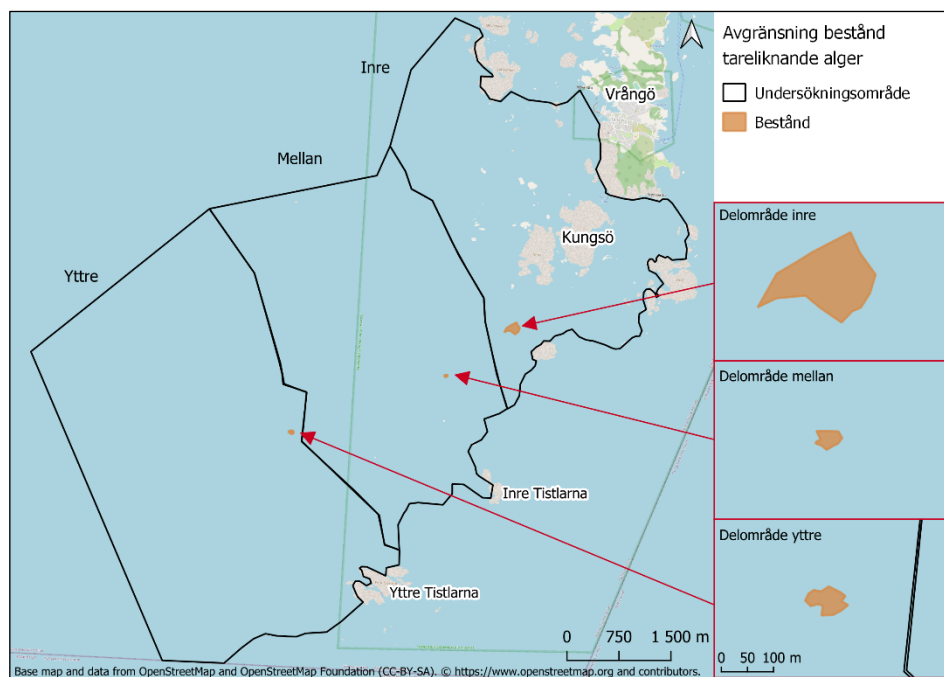 Avgränsning bestånd
tareliknande alger
Undersökningsområde
Bestånd
Inre
Mellan
Yttre
Vrångö
Kungsö
Inre Tistlarna
Yttre Tistlarna
Delområde inre
Delområde mellan
Delområde yttre
0 750 1 500 m
0 50 100 m
Base map and data from OpenStreetMap and OpenStreetMap Foundation (CC-BY-SA). © https://www.openstreetmap.org and contributors.